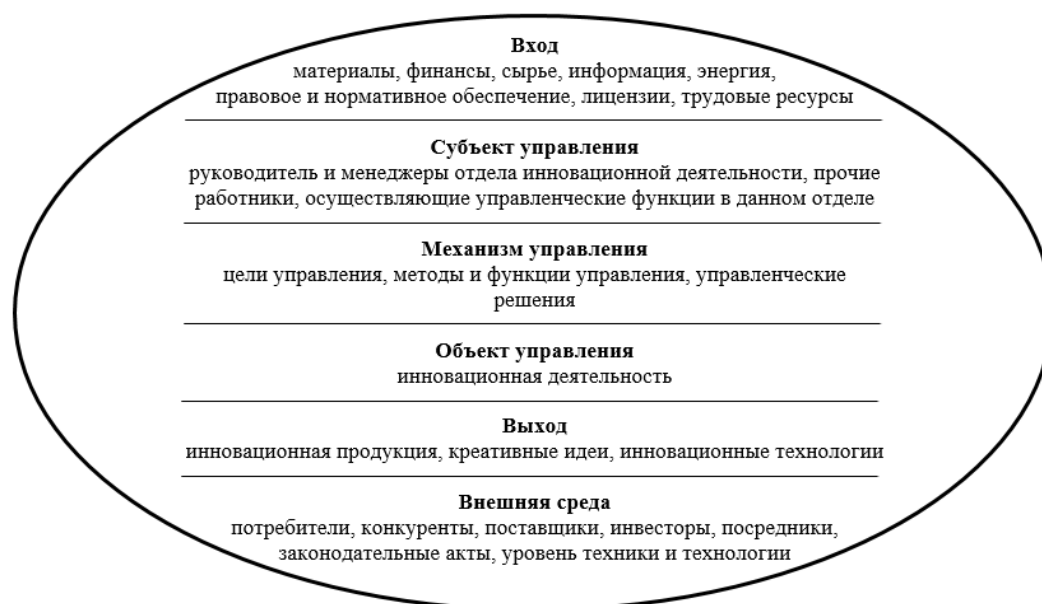 Вход
материалы, финансы, сырье, информация, энергия,
правовое и нормативное обеспечение, лицензии, трудовые ресурсы
Субъект управления
руководитель и менеджеры отдела инновационной деятельности, прочие
работники, осуществляющие управленческие функции в данном отделе
Механизм управления
цели управления, методы и функции управления, управленческие
решения
Объект управления
инновационная деятельность
Выход
инновационная продукция, креативные идеи, инновационные технологии
Внешняя среда
потребители, конкуренты, поставщики, инвесторы, посредники,
законодательные акты, уровень техники и технологии